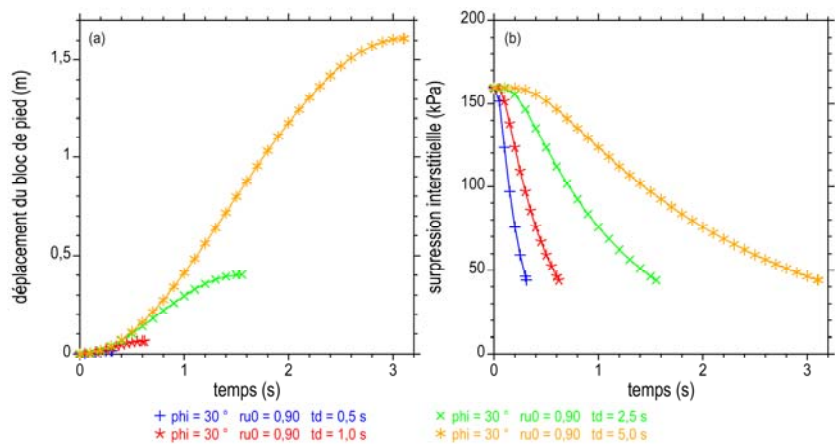 (a)
déplacement du bloc de pied (m)
1,5
1
0,5
0
0
1
2
3
temps (s)
(b)
surpression interstitiellle (kPa)
200
150
100
50
0
0
1
2
3
temps (s)
phi = 30 ° ru0 = 0,90 td = 0,5 s
phi = 30 ° ru0 = 0,90 td = 2,5 s
phi = 30 ° ru0 = 0,90 td = 1,0 s
phi = 30 ° ru0 = 0,90 td = 5,0 s